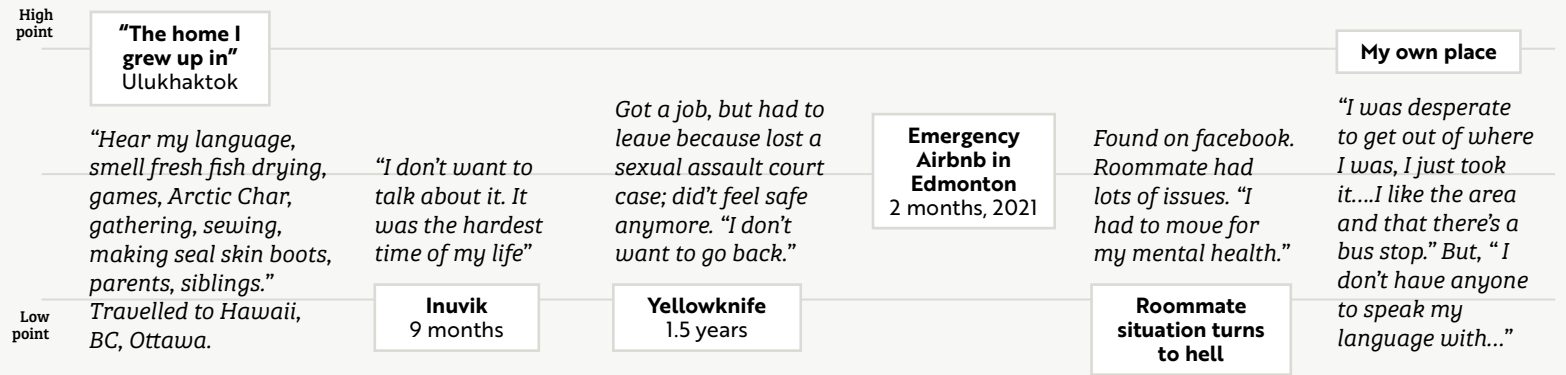 High
point
“The home I
grew up in”
Ulukhaktok
“Hear my language,
smell fresh fish drying,
games, Arctic Char,
gathering, sewing,
making seal skin boots,
parents, siblings.”
Travelled to Hawaii,
BC, Ottawa.
“I don’t want to
talk about it. It
was the hardest
time of my life”
Inuvik
9 months
Got a job, but had to
leave because lost a
sexual assault court
case; did’t feel safe
anymore. “I don’t
want to go back.”
Yellowknife
1.5 years
Emergency
Airbnb in
Edmonton
2 months, 2021
Found on facebook.
Roommate had
lots of issues. “I
had to move for
my mental health.”
Roommate
situation turns
to hell
My own place
“I was desperate
to get out of where
I was, I just took
it....I like the area
and that there’s a
bus stop.” But, “ I
don’t have anyone
to speak my
language with...”
Low
point